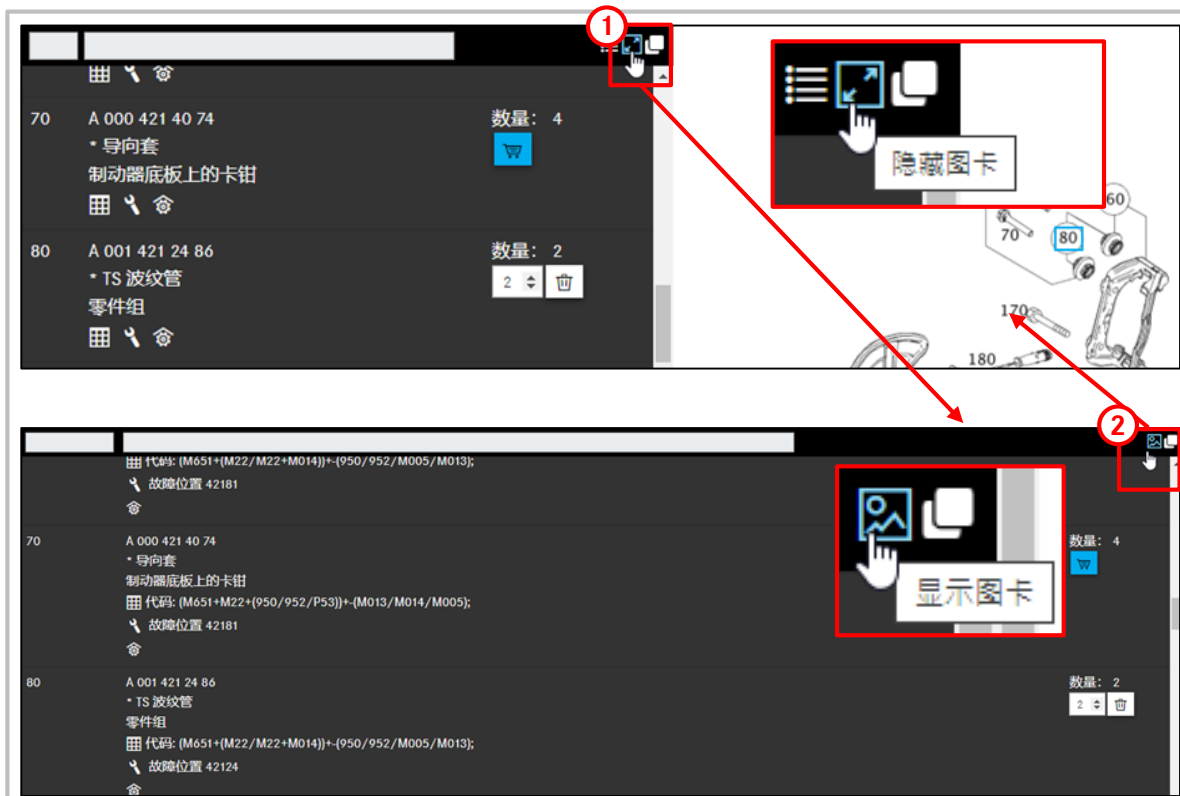 1
70 A 000 421 40 74 数量： 4
* 导向套
制动器底板上的卡钳
80 A 001 421 24 86 数量： 2
* TS 波纹管 2
零件组
隐藏图卡
60
70 80
170
180
2
代码: (M651+(M22/M22+M014))+-(950/952/M005/M013);
故障位置 42181
70 A 000 421 40 74 数量： 4
* 导向套
制动器底板上的卡钳
代码: (M651+M22+(950/952/P53))+-(M013/M014/M005);
故障位置 42181
显示图卡
80 A 001 421 24 86 数量： 2
* TS 波纹管 2
零件组
代码: (M651+(M22/M22+M014))+-(950/952/M005/M013);
故障位置 42124